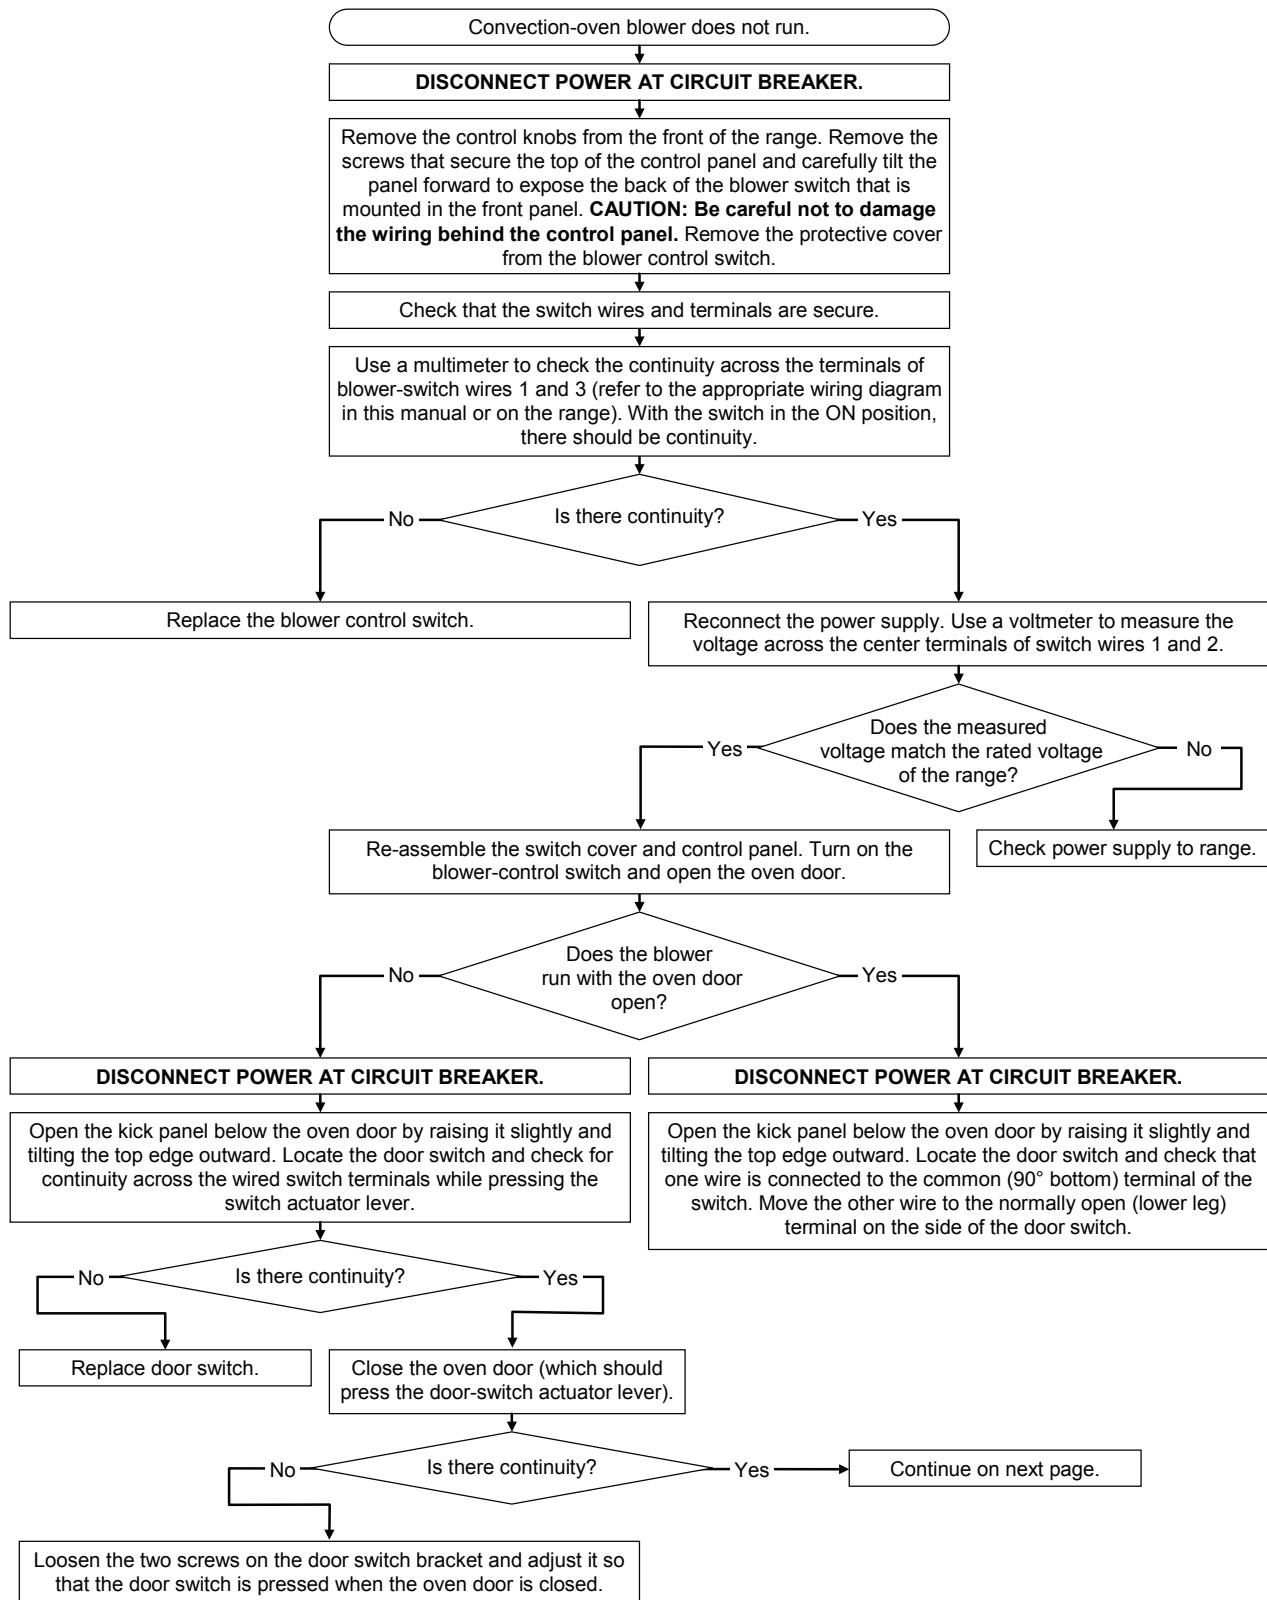 Convection-oven blower does not run.
DISCONNECT POWER AT CIRCUIT BREAKER.
Remove the control knobs from the front of the range. Remove the
screws that secure the top of the control panel and carefully tilt the
panel forward to expose the back of the blower switch that is
mounted in the front panel. CAUTION: Be careful not to damage
the wiring behind the control panel. Remove the protective cover
from the blower control switch.
Check that the switch wires and terminals are secure.
Use a multimeter to check the continuity across the terminals of
blower-switch wires 1 and 3 (refer to the appropriate wiring diagram
in this manual or on the range). With the switch in the ON position,
there should be continuity.
Is there continuity?
No
Yes
Replace the blower control switch.
Reconnect the power supply. Use a voltmeter to measure the
voltage across the center terminals of switch wires 1 and 2.
Does the measured
voltage match the rated voltage
of the range?
Yes
No
Re-assemble the switch cover and control panel. Turn on the
blower-control switch and open the oven door.
Check power supply to range.
Does the blower
run with the oven door
open?
No
Yes
DISCONNECT POWER AT CIRCUIT BREAKER.
Open the kick panel below the oven door by raising it slightly and
tilting the top edge outward. Locate the door switch and check for
continuity across the wired switch terminals while pressing the
switch actuator lever.
DISCONNECT POWER AT CIRCUIT BREAKER.
Open the kick panel below the oven door by raising it slightly and
tilting the top edge outward. Locate the door switch and check that
one wire is connected to the common (90° bottom) terminal of the
switch. Move the other wire to the normally open (lower leg)
terminal on the side of the door switch.
Is there continuity?
No
Yes
Replace door switch.
Close the oven door (which should
press the door-switch actuator lever).
Is there continuity?
No
Yes
Continue on next page.
Loosen the two screws on the door switch bracket and adjust it so
that the door switch is pressed when the oven door is closed.